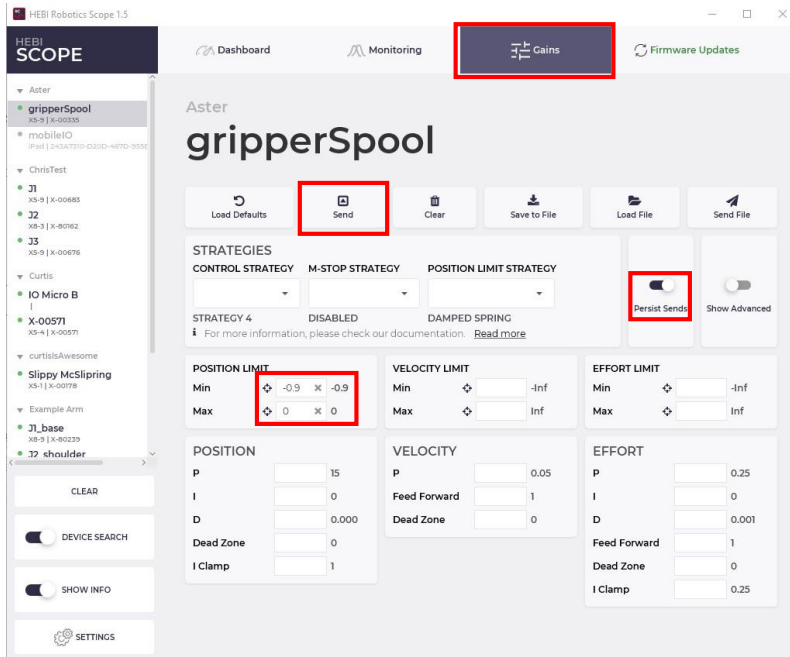 HEBI Robotics Scope 1.5
HEBI
SCOPE
Dashboard
Monitoring
Gains
Firmware Updates
Aster
gripperSpool
X5-9 | X-00335
mobileIO
ChrisTest
J1
X5-9 | X-00683
J2
X8-3 | X-80162
J3
X5-9 | X-00676
Curtis
IO Micro B
|
X-00571
X5-4 | X-00571
curtisIsAwesome
Slippy McSlipring
X5-1 | X-00178
Example Arm
J1_base
X8-9 | X-80239
J2_shoulder
CLEAR
DEVICE SEARCH
SHOW INFO
SETTINGS
Aster
gripperSpool
Load Defaults
Send
Clear
Save to File
Load File
Send File
STRATEGIES
CONTROL STRATEGY M-STOP STRATEGY POSITION LIMIT STRATEGY
STRATEGY 4 DISABLED DAMPED SPRING
i For more information, please check our documentation. Read more
Persist Sends
Show Advanced
POSITION LIMIT
Min -0.9 × -0.9
Max 0 × 0
VELOCITY LIMIT
Min -Inf
Max Inf
EFFORT LIMIT
Min -Inf
Max Inf
POSITION
P 15
I 0
D 0.000
Dead Zone 0
I Clamp 1
VELOCITY
P 0.05
Feed Forward 1
Dead Zone 0
EFFORT
P 0.25
I 0
D 0.001
Feed Forward 1
Dead Zone 0
I Clamp 0.25